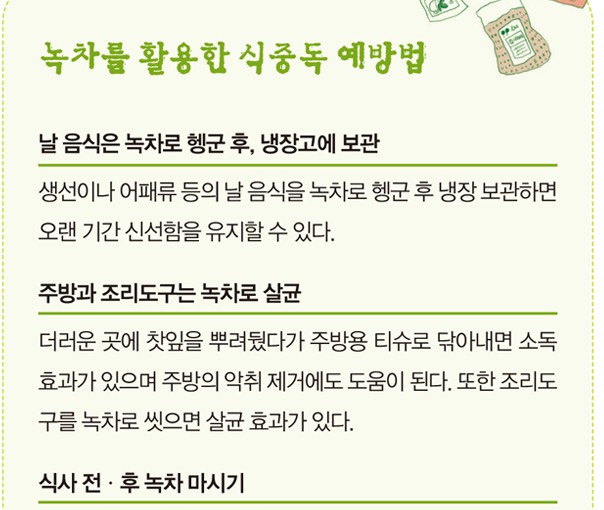 녹차를 활용한 식중독 예방법
날 음식은 녹차로 헹군 후, 냉장고에 보관
생선이나 어패류 등의 날 음식을 녹차로 헹군 후 냉장 보관하면
오랜 기간 신선함을 유지할 수 있다.
주방과 조리도구는 녹차로 살균
더러운 곳에 찻잎을 뿌려뒀다가 주방용 티슈로 닦아내면 소독
효과가 있으며 주방의 악취 제거에도 도움이 된다. 또한 조리도
구를 녹차로 씻으면 살균 효과가 있다.
식사 전 · 후 녹차 마시기